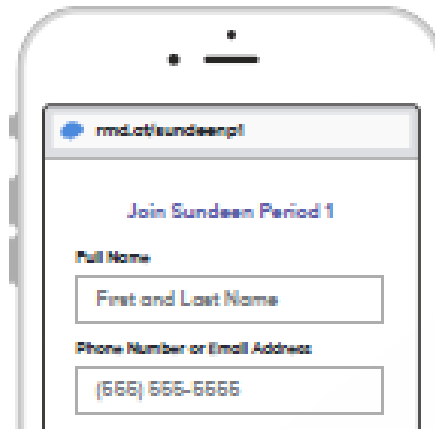 rmd.at/sundeenp1
Join Sundeen Period 1
Full Name
First and Last Name
Phone Number or Email Address
(555) 555-5555